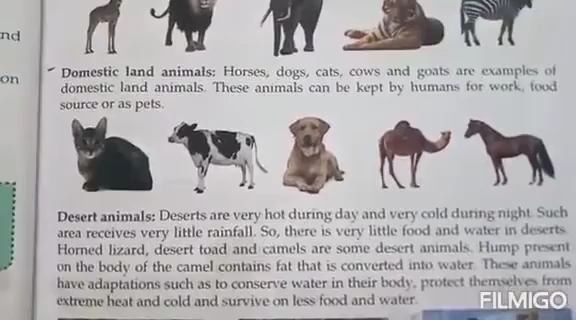 nd
on
Domestic land animals: Horses, dogs, cats, cows and goats are examples of
domestic land animals. These animals can be kept by humans for work, food
source or as pets.
Desert animals: Deserts are very hot during day and very cold during night. Such
area receives very little rainfall. So, there is very little food and water in deserts.
Horned lizard, desert toad and camels are some desert animals. Hump present
on the body of the camel contains fat that is converted into water. These animals
have adaptations such as to conserve water in their body, protect themselves from
extreme heat and cold and survive on less food and water.
FILMIGO